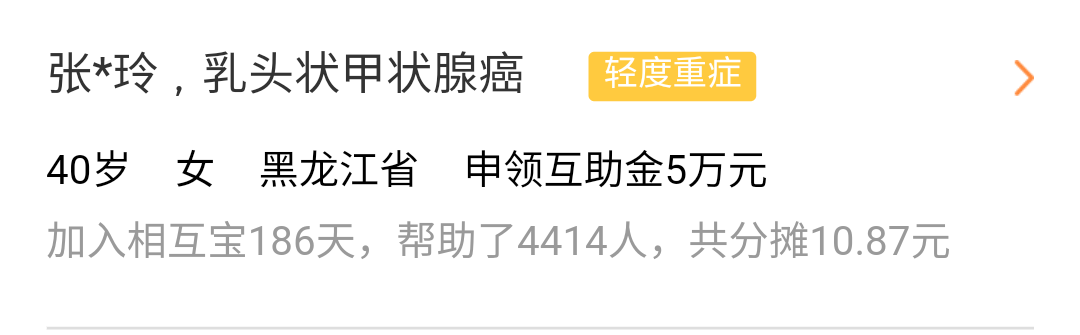 张*玲，乳头状甲状腺癌 轻度重症
40岁 女 黑龙江省 申领互助金5万元
加入相互宝186天，帮助了4414人，共分摊10.87元